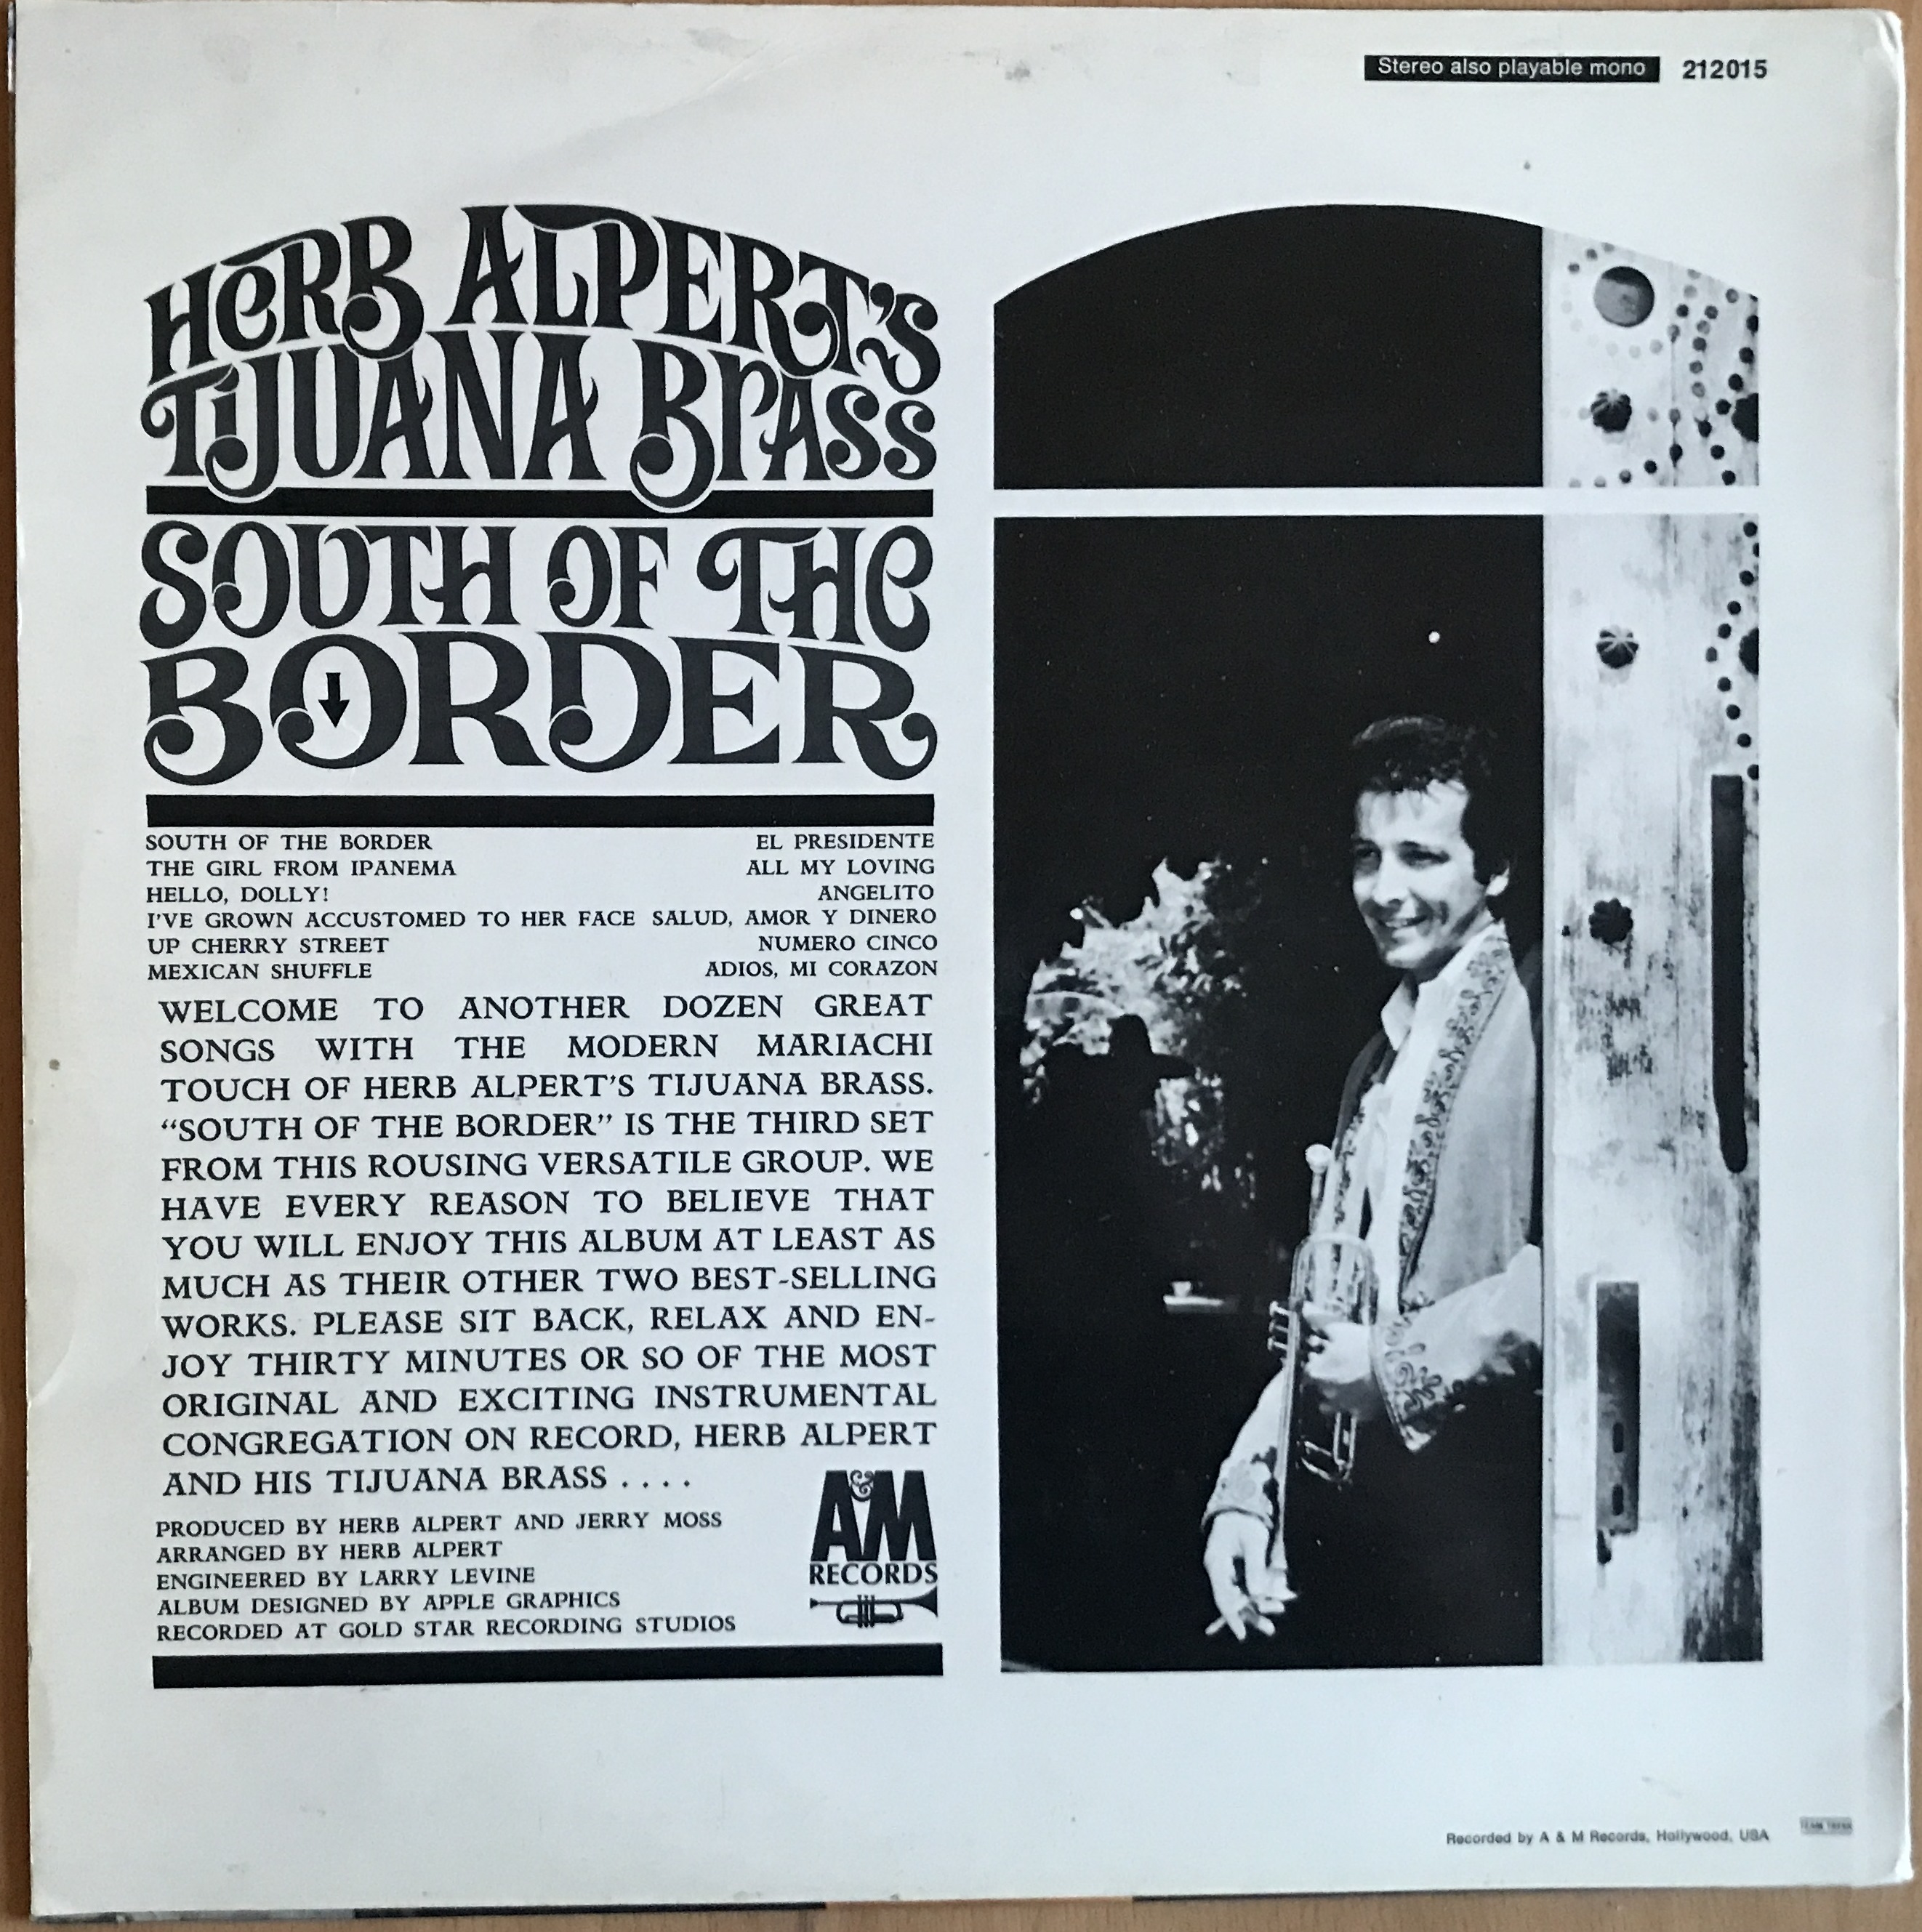 Stereo also playable mono 212015
HERB ALPERT'S
TIJUANA BRASS
SOUTH OF THE
BORDER
SOUTH OF THE BORDER
THE GIRL FROM IPANEMA
HELLO, DOLLY!
I'VE GROWN ACCUSTOMED TO HER FACE
UP CHERRY STREET
MEXICAN SHUFFLE
EL PRESIDENTE
ALL MY LOVING
ANGELITO
SALUD, AMOR Y DINERO
NUMERO CINCO
ADIOS, MI CORAZON
WELCOME TO ANOTHER DOZEN GREAT
SONGS WITH THE MODERN MARIACHI
TOUCH OF HERB ALPERT'S TIJUANA BRASS.
“SOUTH OF THE BORDER” IS THE THIRD SET
FROM THIS ROUSING VERSATILE GROUP. WE
HAVE EVERY REASON TO BELIEVE THAT
YOU WILL ENJOY THIS ALBUM AT LEAST AS
MUCH AS THEIR OTHER TWO BEST-SELLING
WORKS. PLEASE SIT BACK, RELAX AND EN-
JOY THIRTY MINUTES OR SO OF THE MOST
ORIGINAL AND EXCITING INSTRUMENTAL
CONGREGATION ON RECORD, HERB ALPERT
AND HIS TIJUANA BRASS . . . .
PRODUCED BY HERB ALPERT AND JERRY MOSS
ARRANGED BY HERB ALPERT
ENGINEERED BY LARRY LEVINE
ALBUM DESIGNED BY APPLE GRAPHICS
RECORDED AT GOLD STAR RECORDING STUDIOS
A&M
RECORDS
Recorded by A & M Records, Hollywood, USA